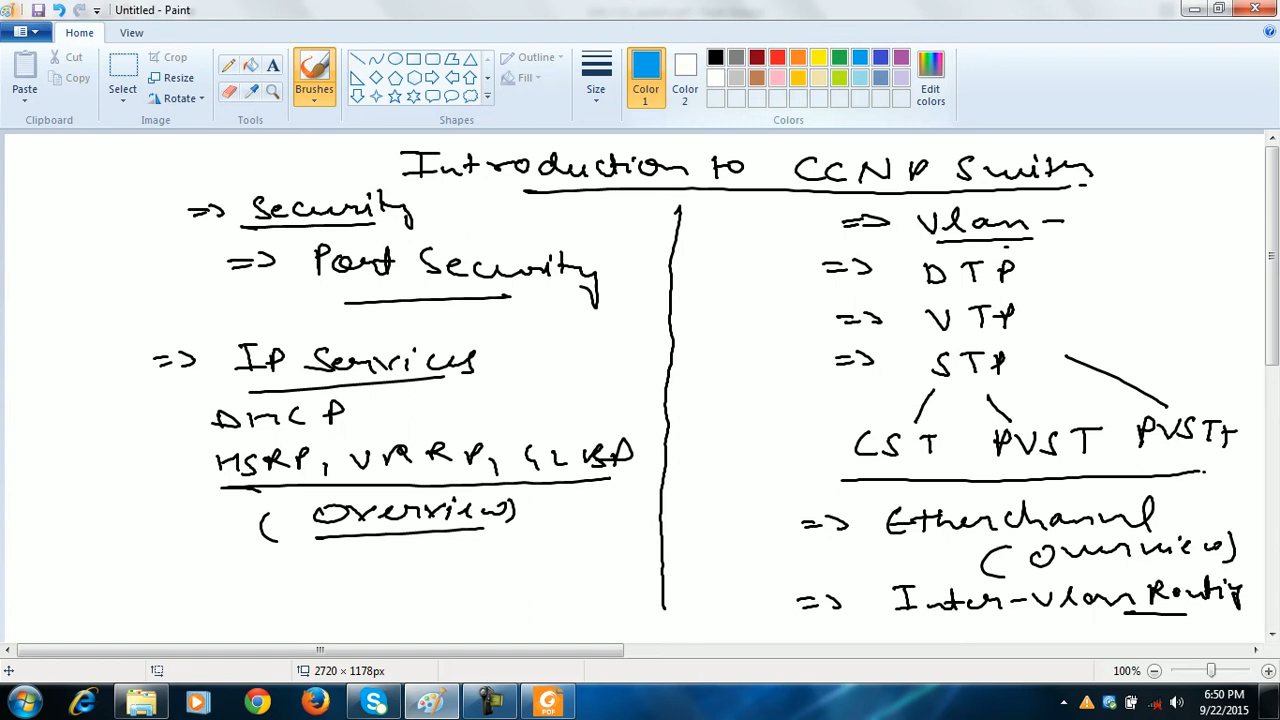 Untitled - Paint
Home View
Paste
Cut
Copy
Clipboard
Select
Crop
Resize
Rotate
Image
Tools
Brushes
Shapes
Outline
Fill
Size
Color 1
Color 2
Edit colors
Colors
Introduction to CCNP Switch
=> Security
=> Port Security
=> IP Services
DHCP
HSRP, VRRP, GLBP
(Overview)
=> Vlan -
=> DTP
=> VTP
=> STP
CST PVST PVST+
=> Etherchannel
(Overview)
=> Inter-Vlan Routing
2720 × 1178px
100%
PDF
6:50 PM
9/22/2015